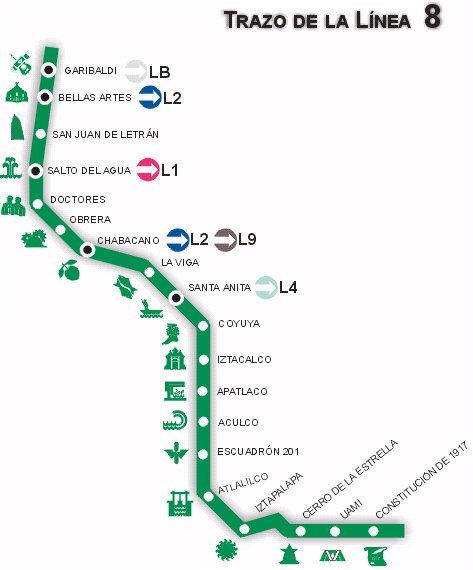 TRAZO DE LA LÍNEA 8
GARIBALDI LB
BELLAS ARTES L2
SAN JUAN DE LETRÁN
SALTO DEL AGUA L1
DOCTORES
OBRERA
CHABACANO L2 L9
LA VIGA
SANTA ANITA L4
COYUYA
IZTACALCO
APATLACO
ACULCO
ESCUADRÓN 201
ATLALILCO
IZTAPALAPA
CERRO DE LA ESTRELLA
UAMI
CONSTITUCIÓN DE 1917